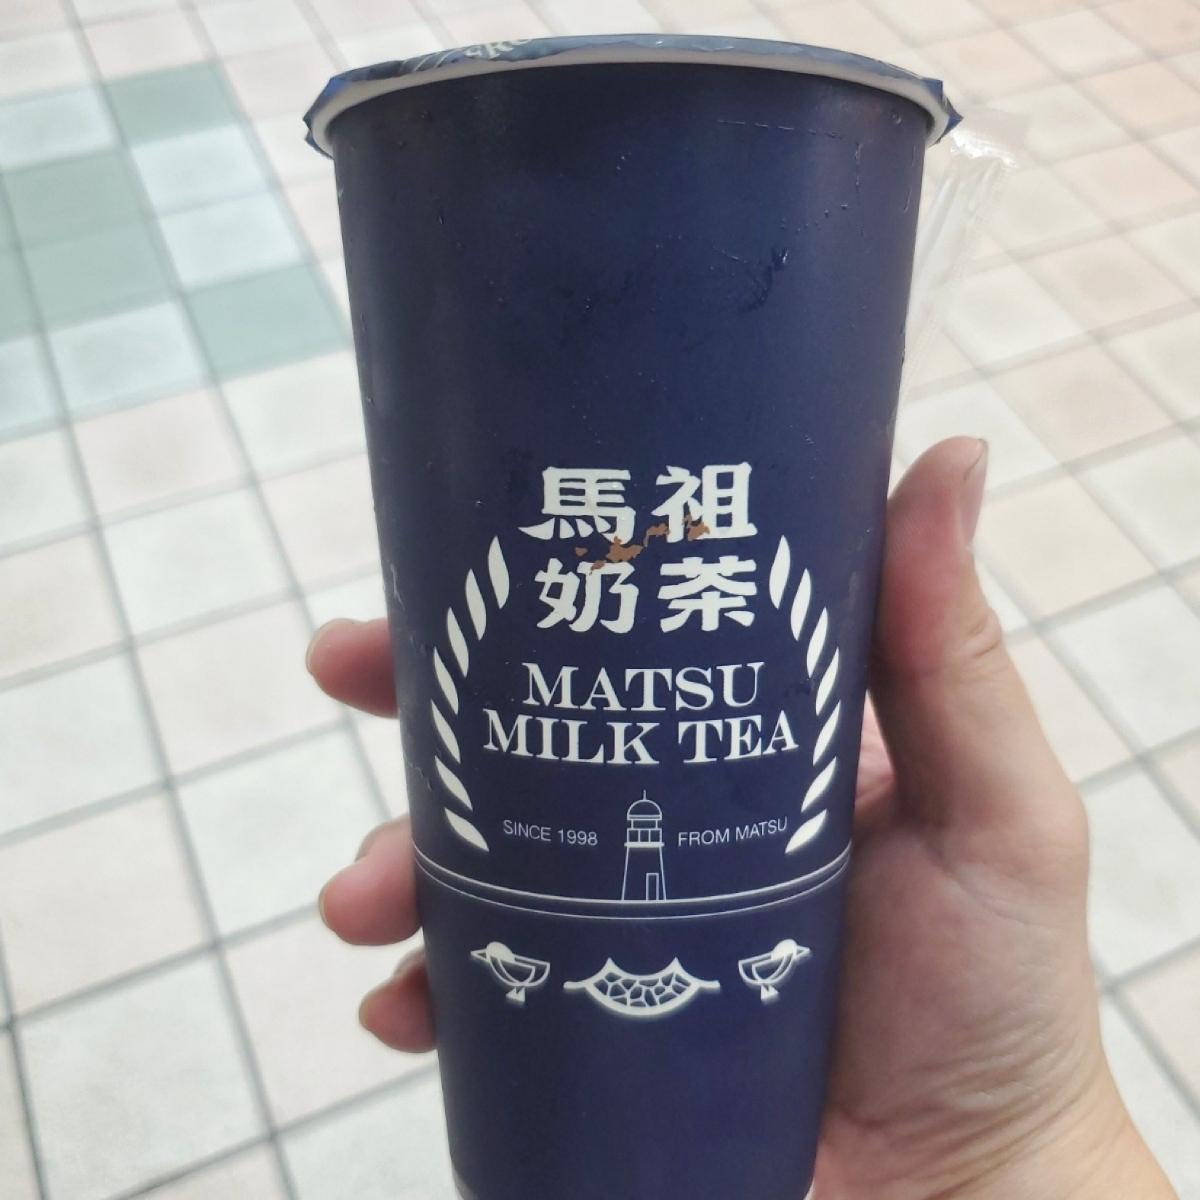 馬祖
奶茶
MATSU
MILK TEA
SINCE 1998 FROM MATSU